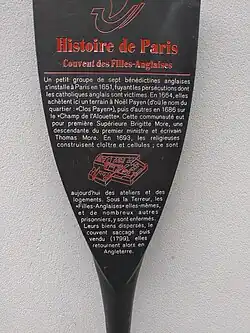 Histoire de Paris
Couvent des Filles-Anglaises
Un petit groupe de sept bénédictines anglaises
s'installe à Paris en 1651, fuyant les persécutions dont
les catholiques anglais sont victimes. En 1664, elles
achètent ici un terrain à Noël Payen (d'où le nom du
quartier : «Clos Payen»), puis d'autres en 1686 sur
le «Champ de l'Alouette». Cette communauté eut
pour première Supérieure Brigitte More, une
descendante du premier ministre et écrivain
Thomas More. En 1693, les religieuses
construisent cloître et cellules ; ce sont
aujourd'hui des ateliers et des
logements. Sous la Terreur, les
«Filles-Anglaises» elles-mêmes,
et de nombreux autres
prisonniers, y sont enfermés.
Leurs biens dispersés, le
couvent saccagé puis
vendu (1799), elles
retournent alors en
Angleterre.